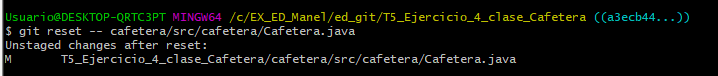 Usuario@DESKTOP-QRTC3PT MINGW64 /c/EX_ED_Manel/ed_git/T5_Ejercicio_4_clase_Cafetera ((a3ecb44...))
$ git reset -- cafetera/src/cafetera/Cafetera.java
Unstaged changes after reset:
M       T5_Ejercicio_4_clase_Cafetera/cafetera/src/cafetera/Cafetera.java